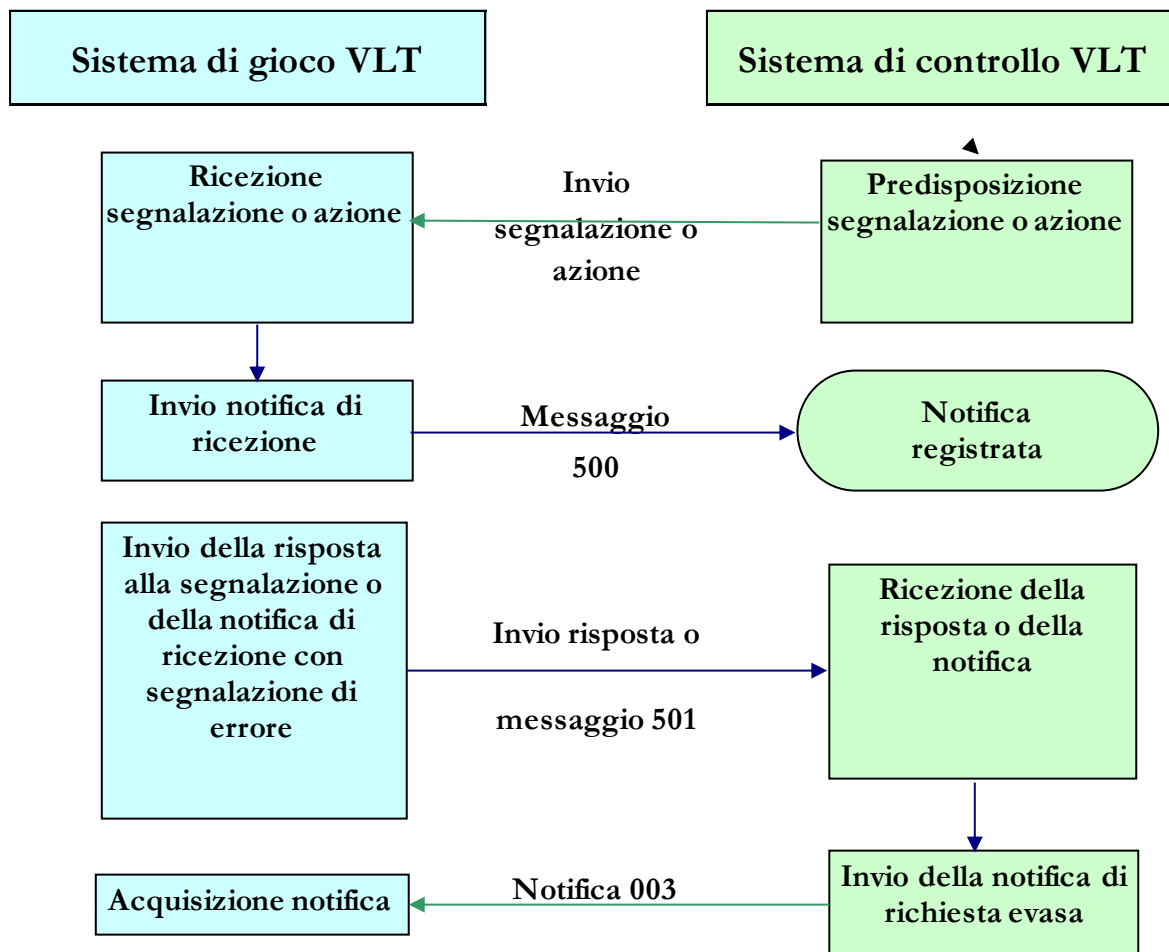 Sistema di gioco VLT
Sistema di controllo VLT
Ricezione
segnalazione o azione
Invio
segnalazione o
azione
Predisposizione
segnalazione o azione
Invio notifica di
ricezione
Messaggio
500
Notifica
registrata
Invio della risposta
alla segnalazione o
della notifica di
ricezione con
segnalazione di
errore
Invio risposta o
messaggio 501
Ricezione della
risposta o della
notifica
Acquisizione notifica
Notifica 003
Invio della notifica di
richiesta evasa